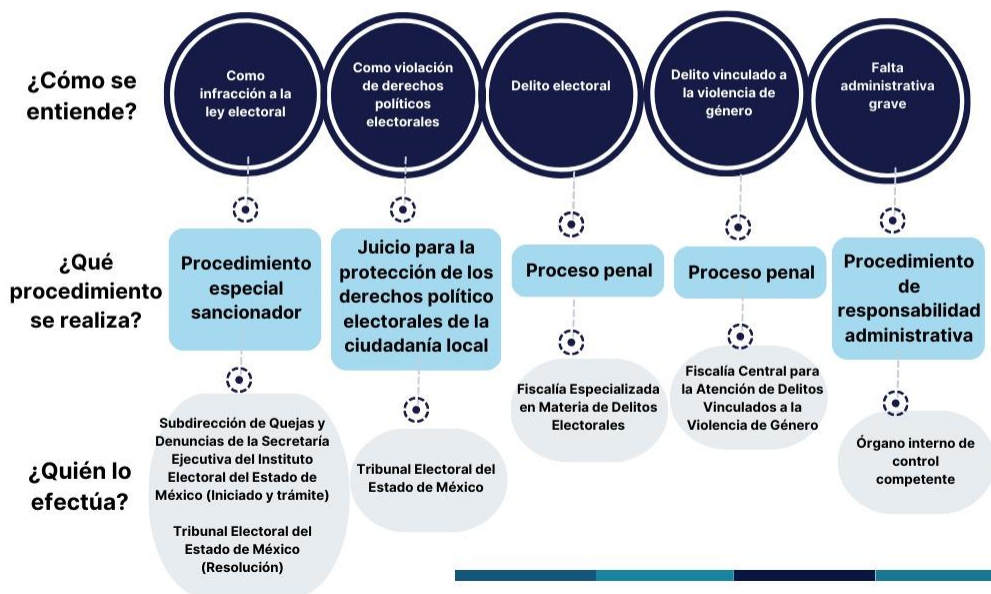 ¿Cómo se
entiende?
Como
infracción a la
ley electoral
Como violación
de derechos
políticos
electorales
Delito electoral
Delito vinculado a
la violencia de
género
Falta
administrativa
grave
¿Qué
procedimiento
se realiza?
Procedimiento
especial
sancionador
Juicio para la
protección de los
derechos político
electorales de la
ciudadanía local
Proceso penal
Proceso penal
Procedimiento
de
responsabilidad
administrativa
¿Quién lo
efectúa?
Subdirección de Quejas y
Denuncias de la Secretaría
Ejecutiva del Instituto
Electoral del Estado de
México (Iniciado y trámite)
Tribunal Electoral del
Estado de México
(Resolución)
Tribunal Electoral del
Estado de México
Fiscalía Especializada
en Materia de Delitos
Electorales
Fiscalía Central para
la Atención de Delitos
Vinculados a la
Violencia de Género
Órgano interno de
control
competente